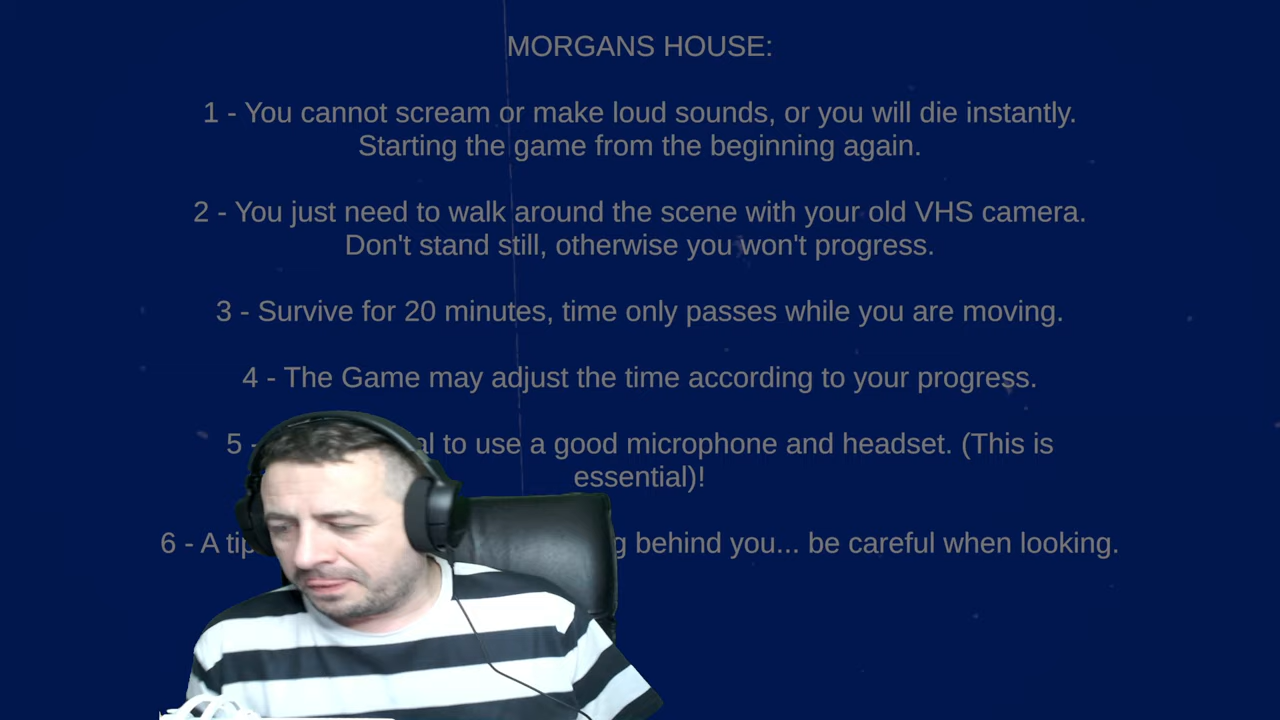 MORGANS HOUSE:
1 - You cannot scream or make loud sounds, or you will die instantly.
Starting the game from the beginning again.
2 - You just need to walk around the scene with your old VHS camera.
Don't stand still, otherwise you won't progress.
3 - Survive for 20 minutes, time only passes while you are moving.
4 - The Game may adjust the time according to your progress.
5 - to use a good microphone and headset. (This is
essential)!
6 - A behind you... be careful when looking.